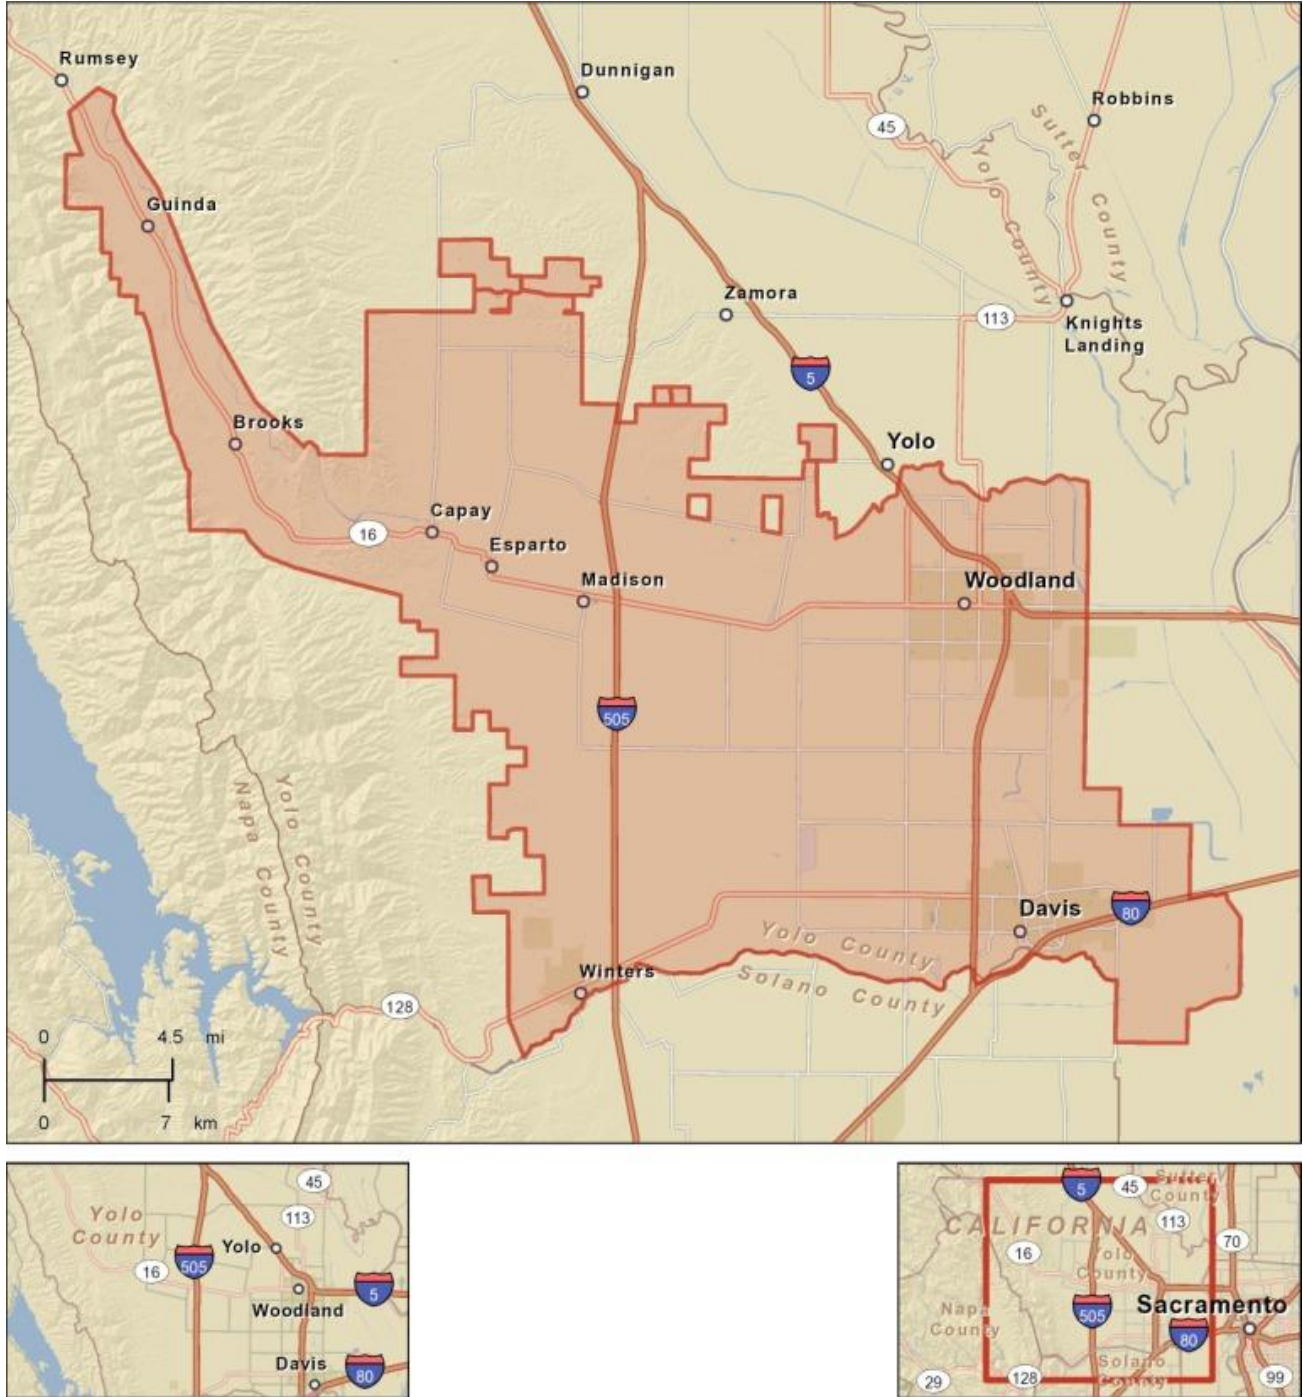 Rumsey
Dunnigan
Robbins
45
Sutter County
Yolo County
Guinda
Zamora
113
Knights
Landing
5
Brooks
Yolo
Capay
16
Esparto
Madison
Woodland
505
Yolo County
Napa County
Davis
80
Yolo County
Solano County
Winters
128
0 4.5 mi
0 7 km
45
Yolo
County
113
Yolo
505
16
5
Woodland
Davis
80
5
45
Sutter
County
CALIFORNIA
113
16
70
Yolo
County
Napa
County
505
Sacramento
80
Solano
County
29
128
99